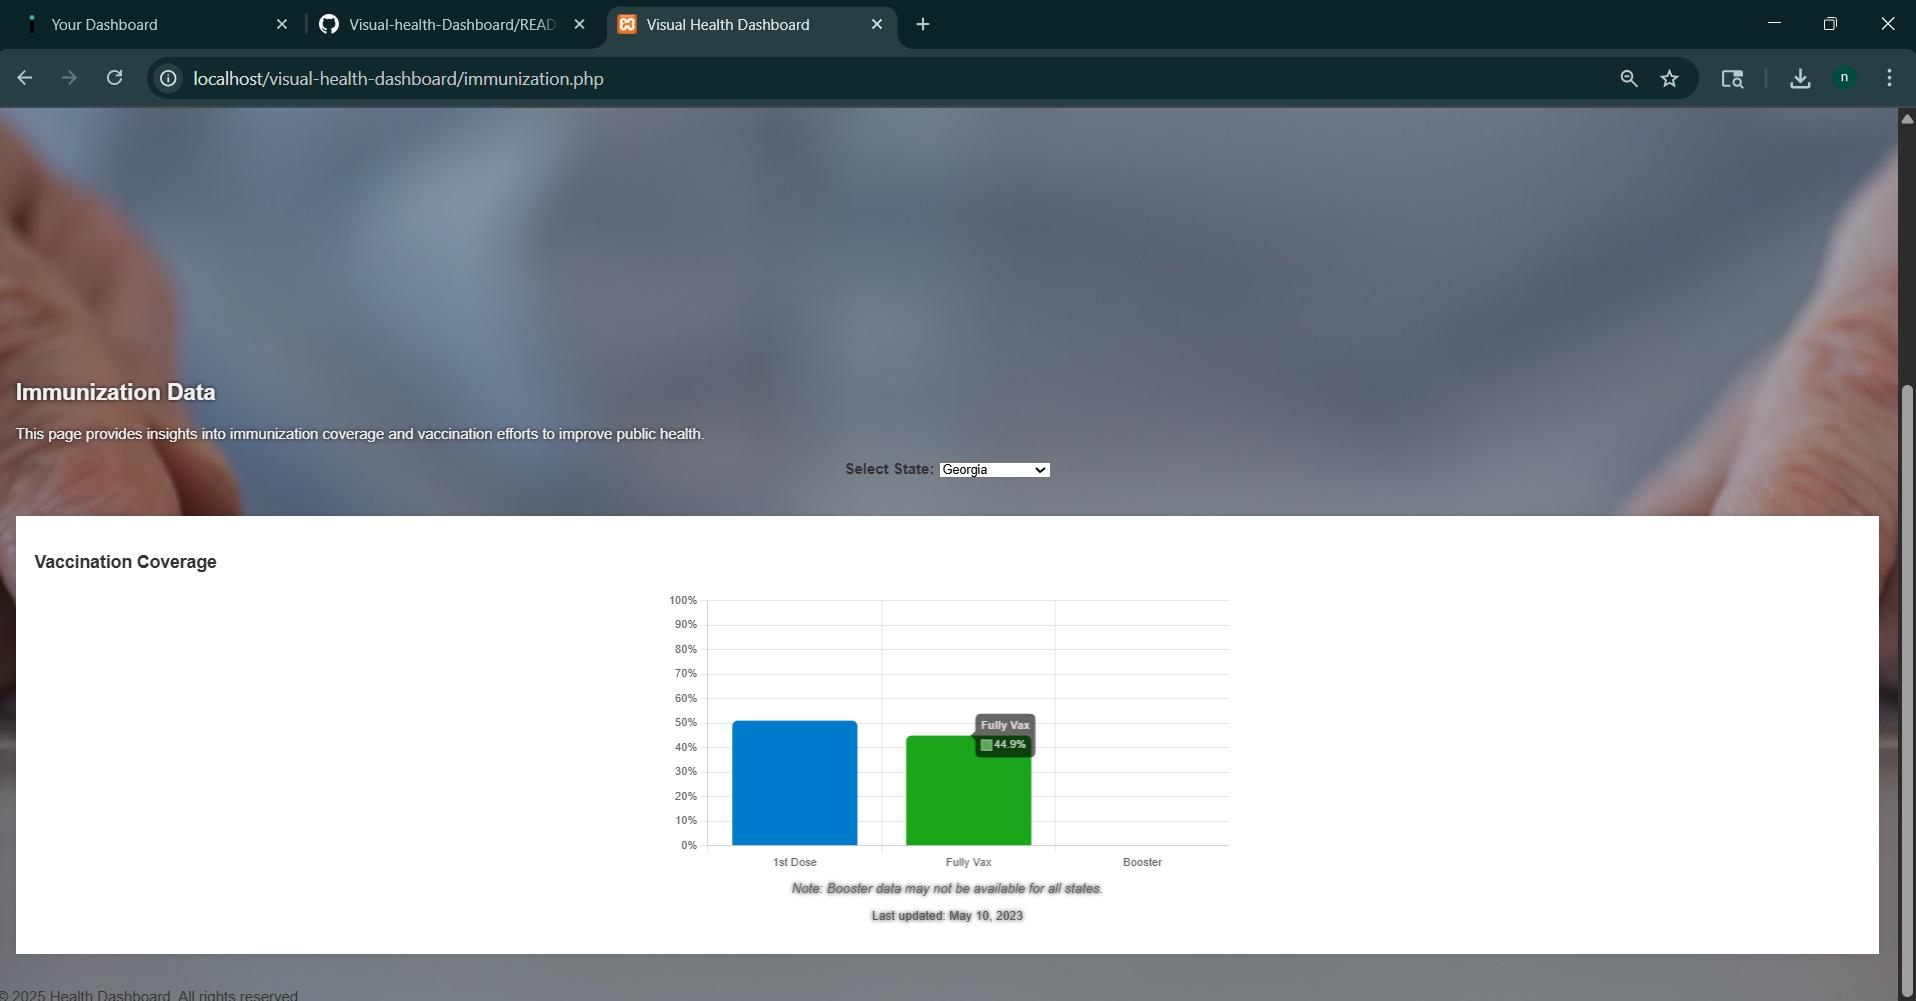 Your Dashboard
Visual-health-Dashboard/READ
Visual Health Dashboard
localhost/visual-health-dashboard/immunization.php
n
Immunization Data
This page provides insights into immunization coverage and vaccination efforts to improve public health.
Select State: Georgia
Vaccination Coverage
100%
90%
80%
70%
60%
50%
40%
30%
20%
10%
0%
Fully Vax
44.9%
1st Dose
Fully Vax
Booster
Note: Booster data may not be available for all states.
Last updated: May 10, 2023
© 2025 Health Dashboard. All rights reserved.